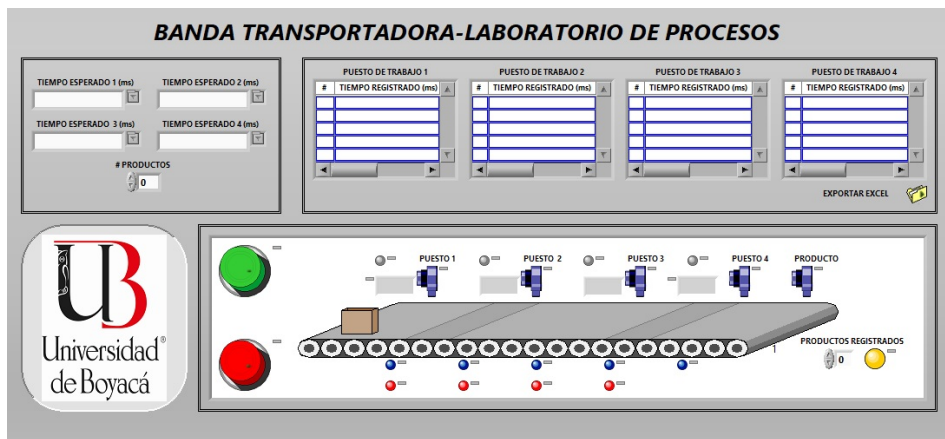 BANDA TRANSPORTADORA-LABORATORIO DE PROCESOS
TIEMPO ESPERADO 1 (ms) TIEMPO ESPERADO 2 (ms)
TIEMPO ESPERADO 3 (ms) TIEMPO ESPERADO 4 (ms)
# PRODUCTOS
0
PUESTO DE TRABAJO 1 PUESTO DE TRABAJO 2 PUESTO DE TRABAJO 3 PUESTO DE TRABAJO 4
# TIEMPO REGISTRADO (ms) # TIEMPO REGISTRADO (ms) # TIEMPO REGISTRADO (ms) # TIEMPO REGISTRADO (ms)
EXPORTAR EXCEL
UB
Universidad®
de Boyacá
PUESTO 1 PUESTO 2 PUESTO 3 PUESTO 4 PRODUCTO
PRODUCTOS REGISTRADOS
1
0